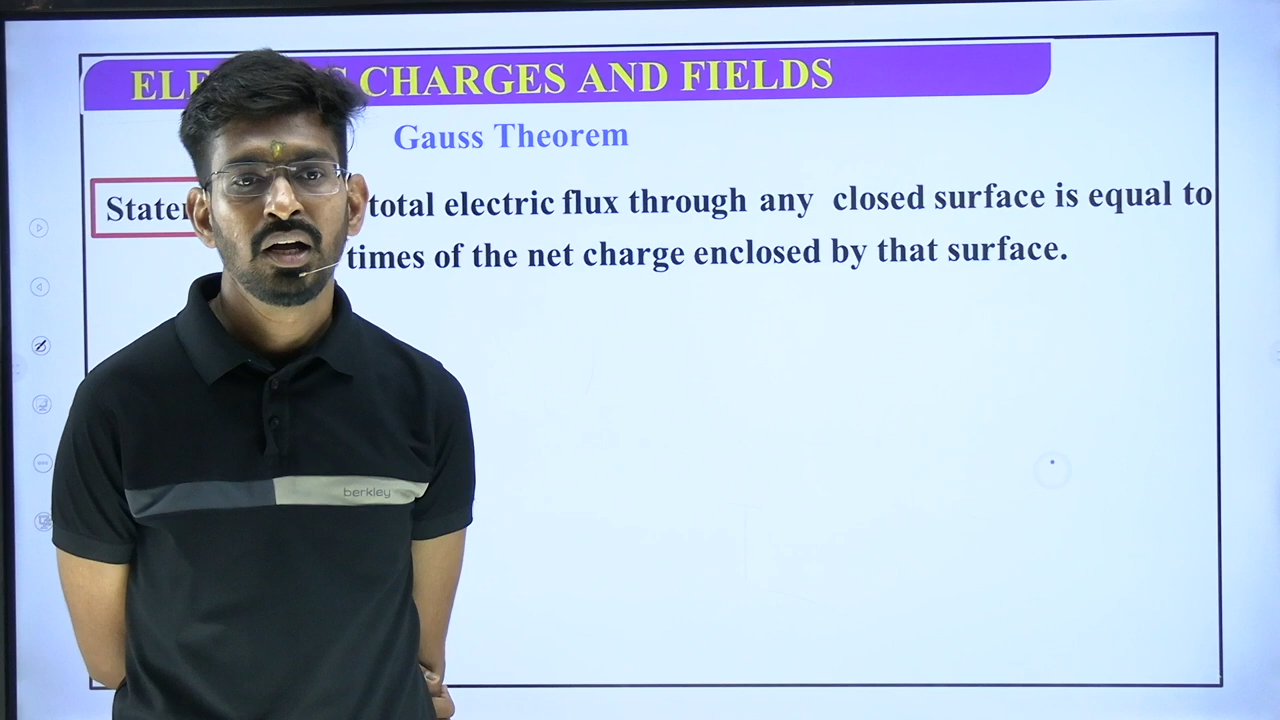 CHARGES AND FIELDS
Gauss Theorem
total electric flux through any closed surface is equal to
times of the net charge enclosed by that surface.
berkley